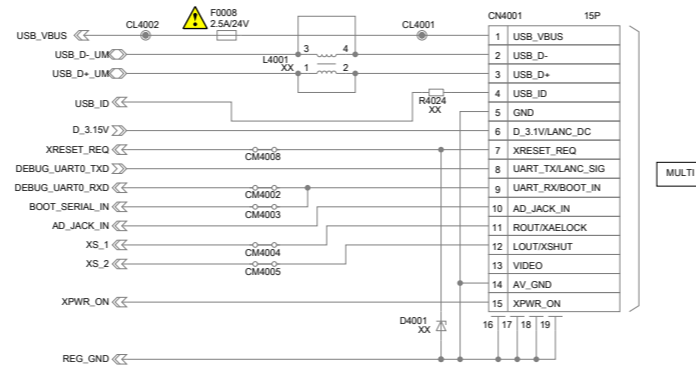 F0008
2.5A/24V
CL4002
CL4001
CN4001 15P
USB_VBUS
1 USB_VBUS
USB_D-_UM
3 4
2 USB_D-
L4001
XX
USB_D+_UM
1 2
3 USB_D+
USB_ID
R4024
XX
4 USB_ID
5 GND
D_3.15V
6 D_3.1V/LANC_DC
XRESET_REQ
CM4008
7 XRESET_REQ
DEBUG_UART0_TXD
8 UART_TX/LANC_SIG
MULTI
DEBUG_UART0_RXD
CM4002
9 UART_RX/BOOT_IN
BOOT_SERIAL_IN
CM4003
10 AD_JACK_IN
AD_JACK_IN
11 ROUT/XAELOCK
XS_1
CM4004
12 LOUT/XSHUT
XS_2
CM4005
13 VIDEO
14 AV_GND
XPWR_ON
15 XPWR_ON
D4001
XX
16 17 18 19
REG_GND